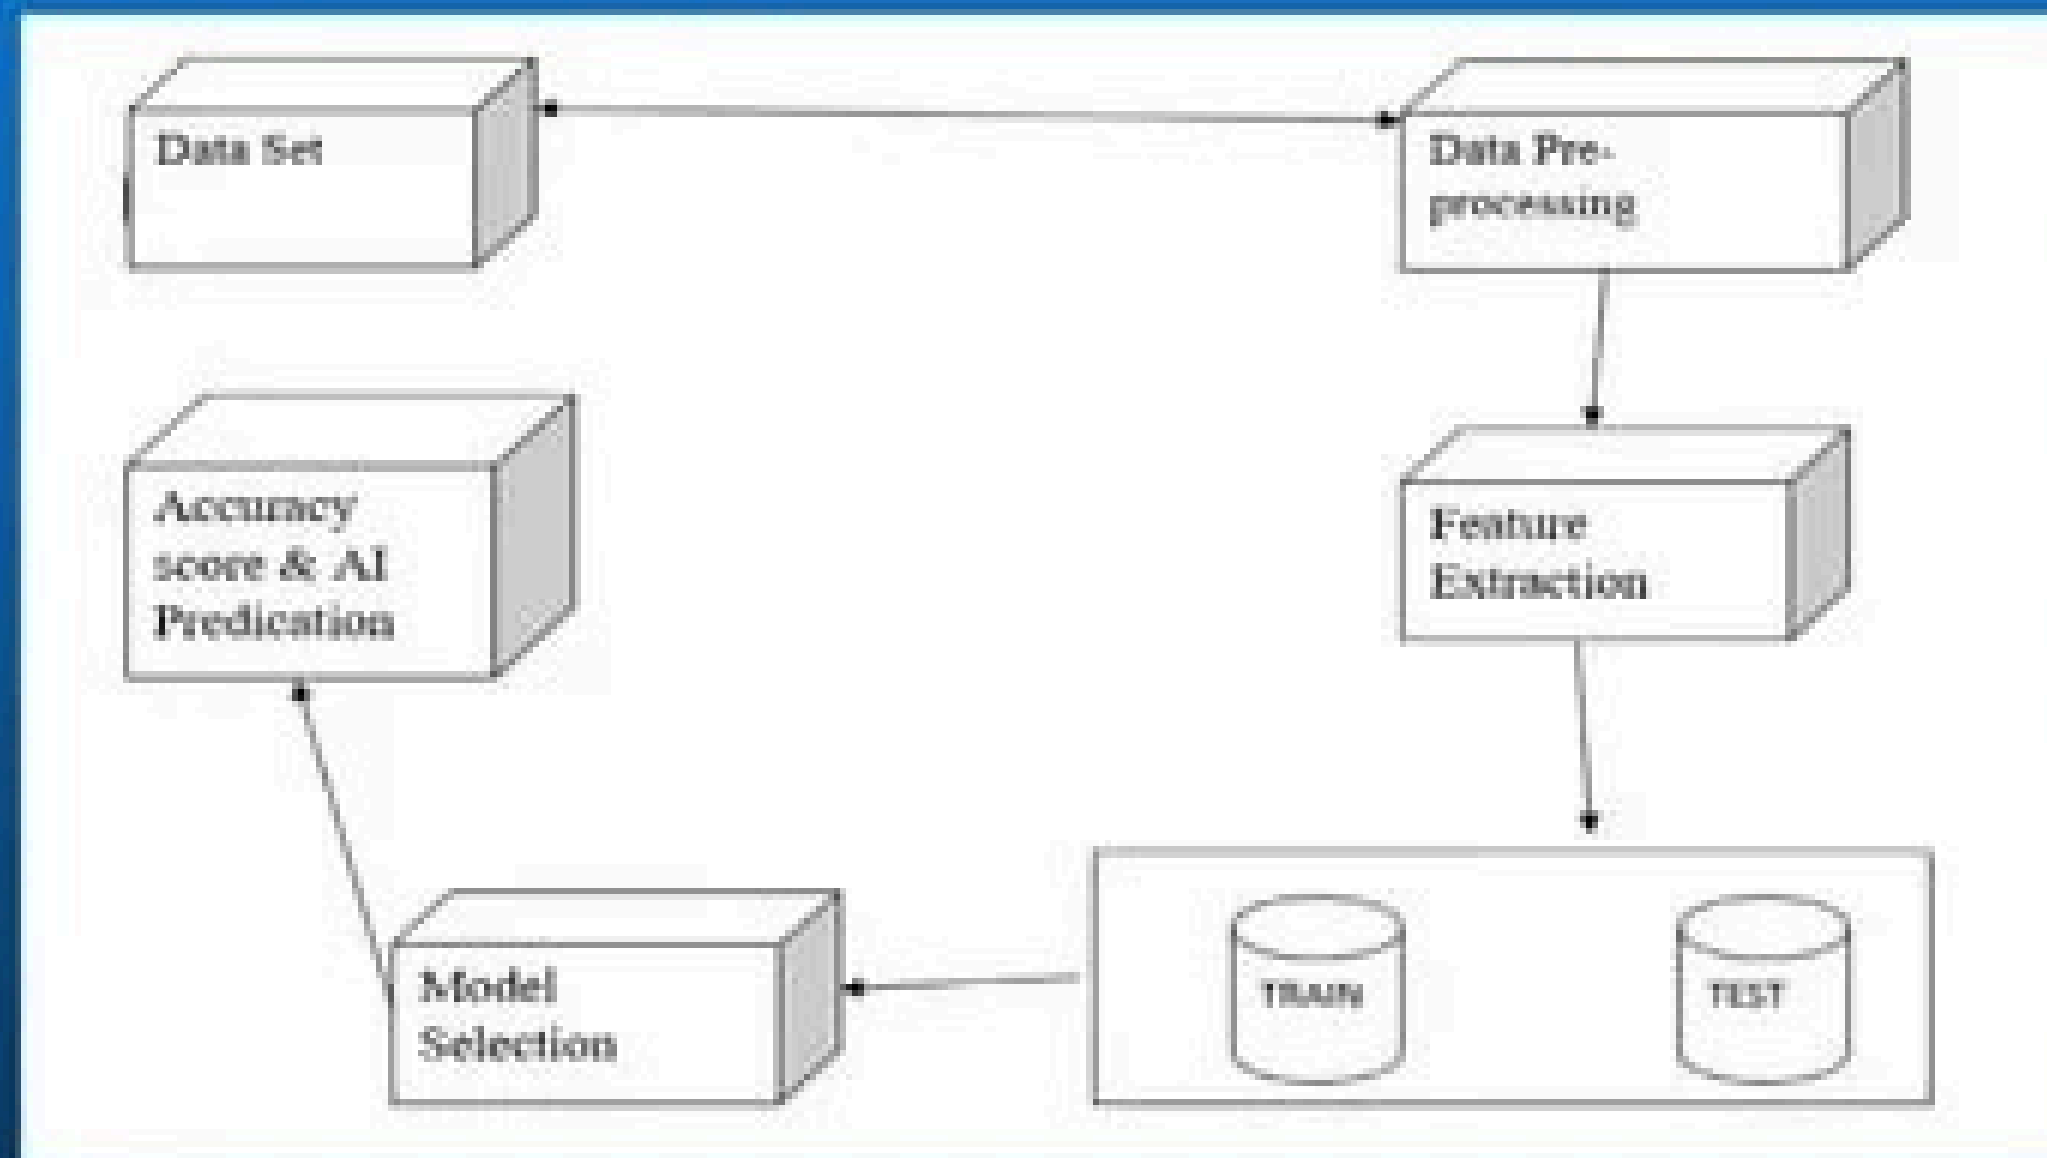 Data Set
Data Pre-
processing
Accuracy
score & AI
Predication
Feature
Extraction
Model
Selection
TRAIN
TEST